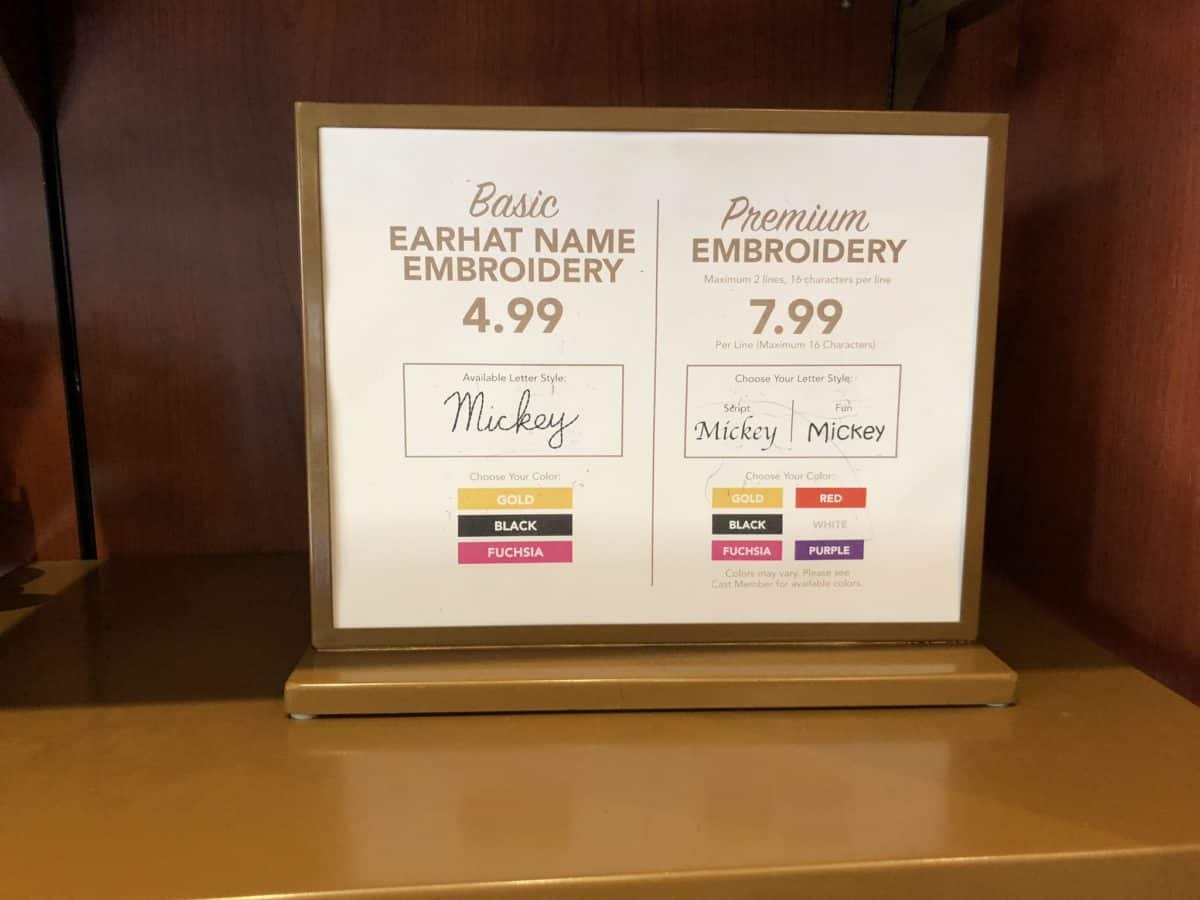 Basic
EARHAT NAME
EMBROIDERY
4.99
Available Letter Style:
Mickey
Choose Your Color:
GOLD
BLACK
FUCHSIA
Premium
EMBROIDERY
Maximum 2 lines, 16 characters per line
7.99
Per Line (Maximum 16 Characters)
Choose Your Letter Style:
Script Fun
Mickey Mickey
Choose Your Color:
GOLD RED
BLACK WHITE
FUCHSIA PURPLE
Colors may vary. Please see
Cast Member for available colors.